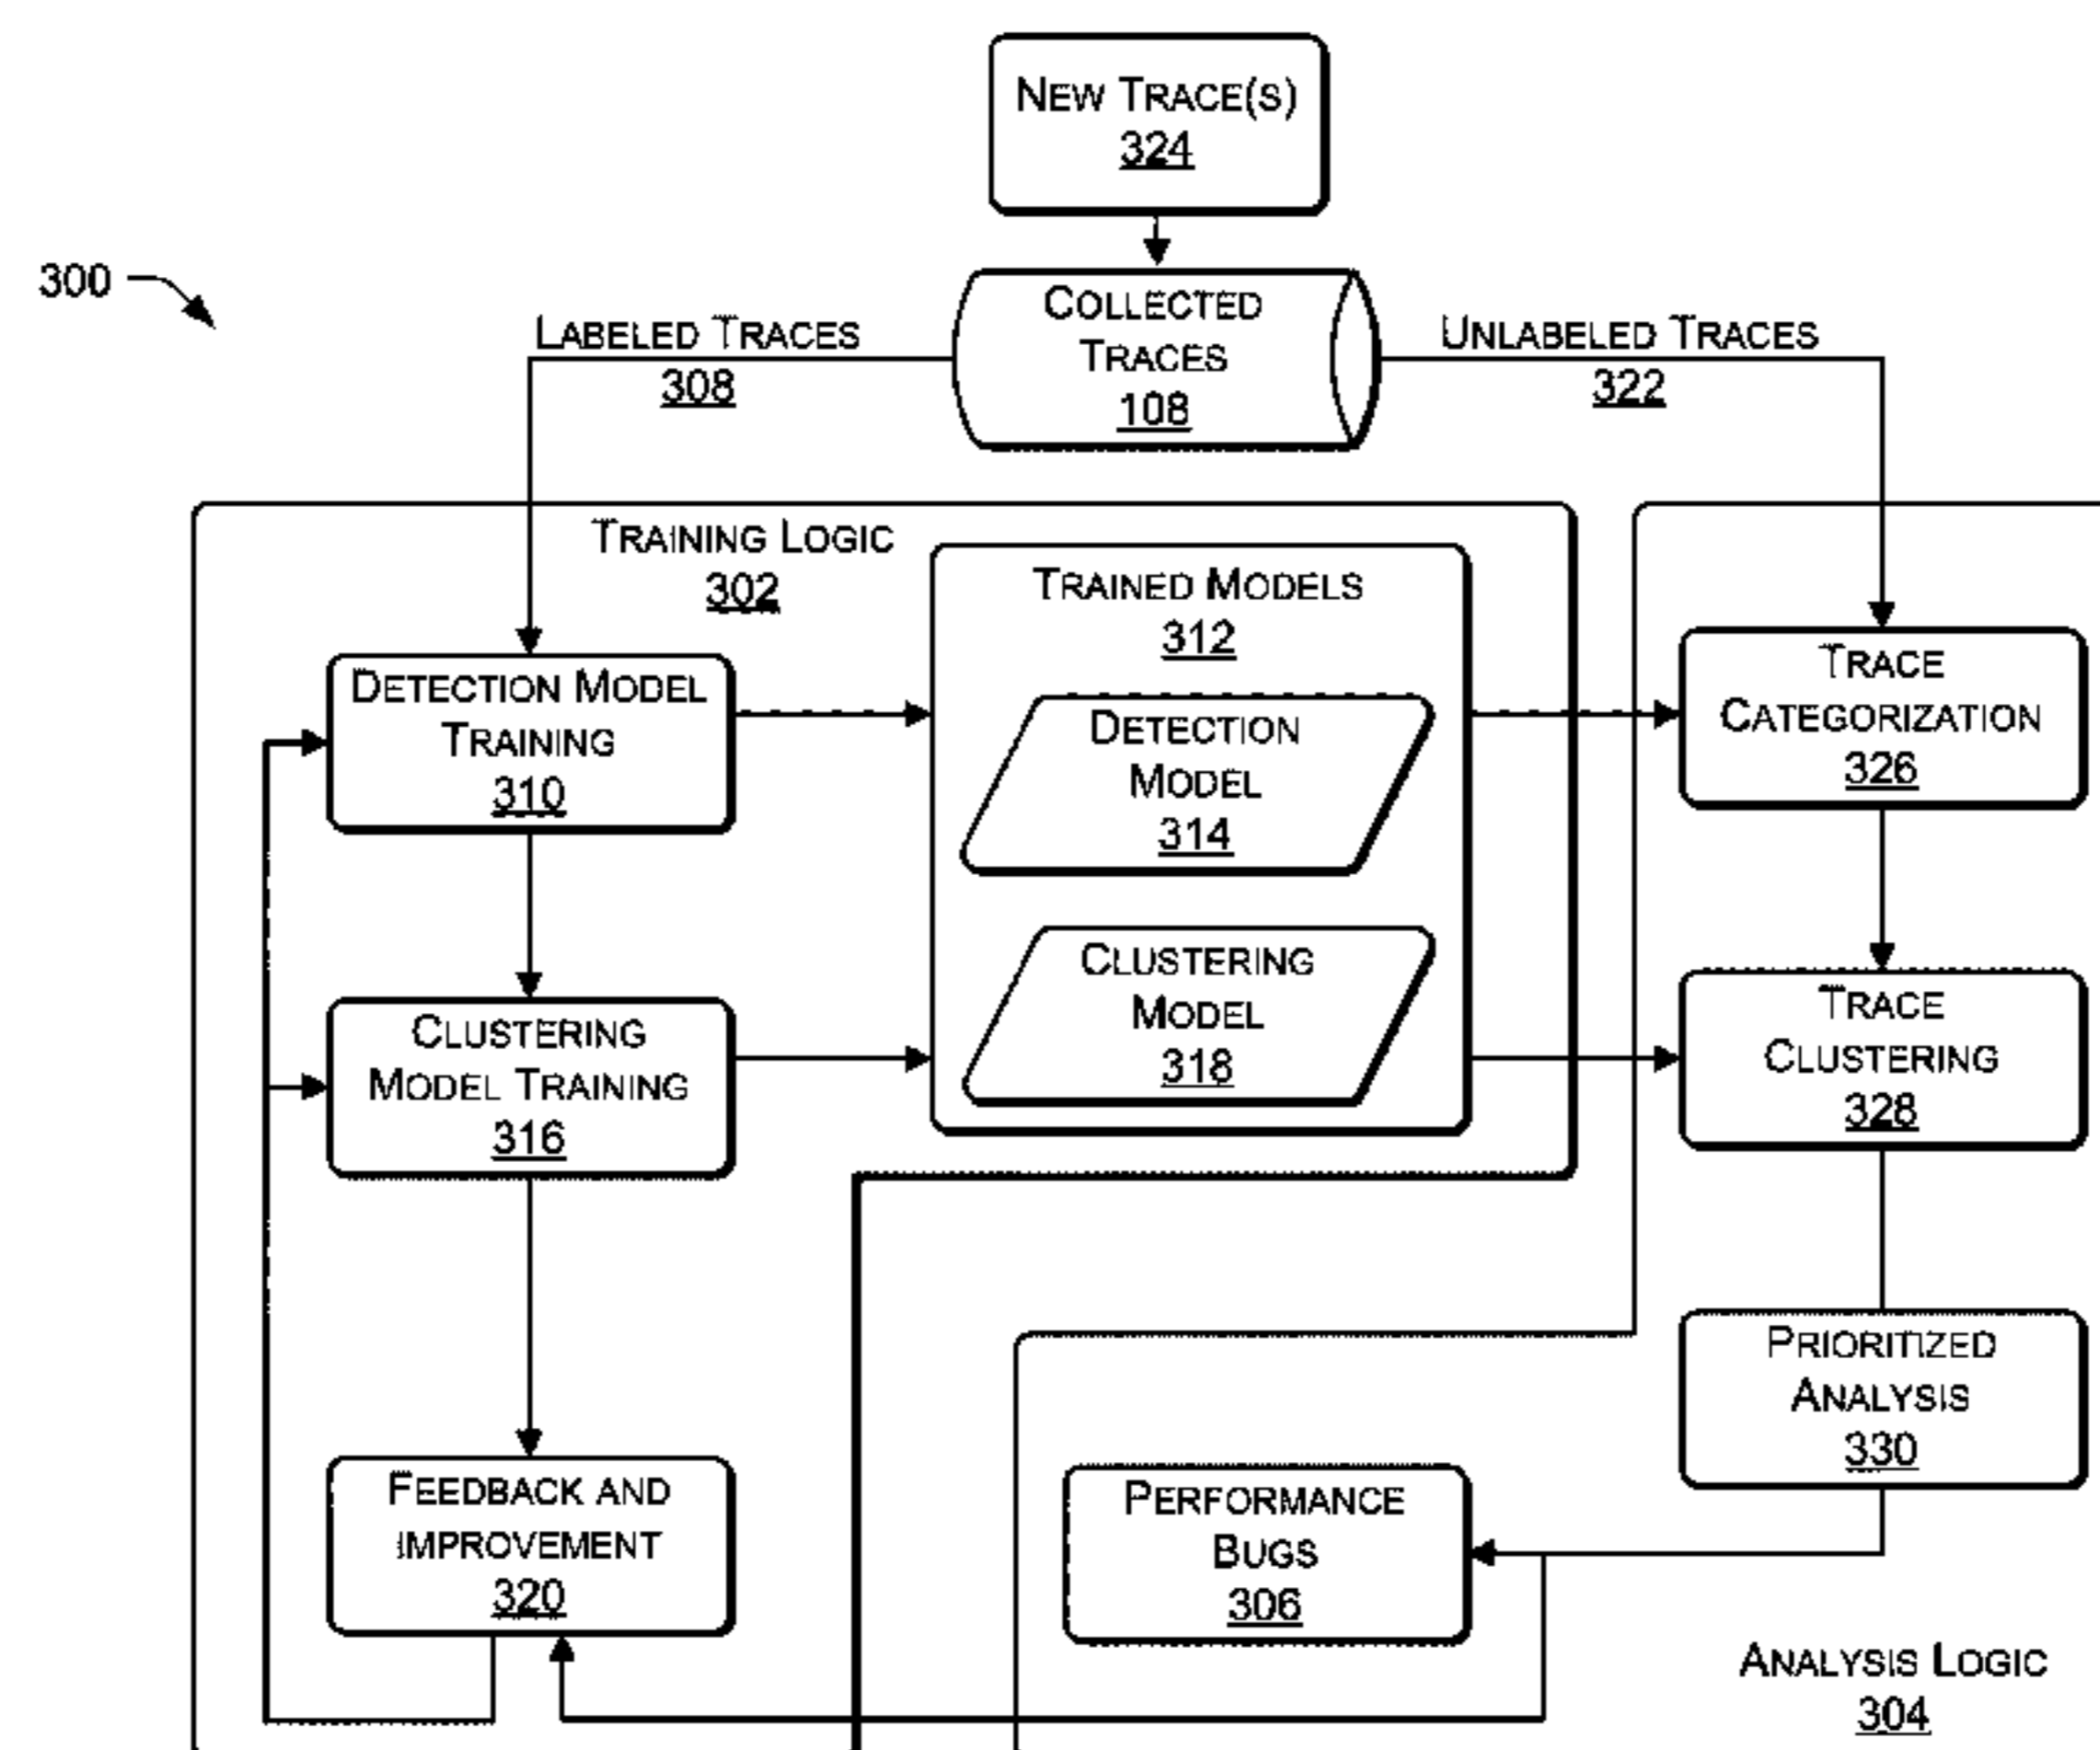 NEW TRACE(S)
324
300
COLLECTED
TRACES
108
LABELED TRACES
308
UNLABELED TRACES
322
TRAINING LOGIC
302
TRAINED MODELS
312
DETECTION MODEL
TRAINING
310
DETECTION
MODEL
314
TRACE
CATEGORIZATION
326
CLUSTERING
MODEL TRAINING
316
CLUSTERING
MODEL
318
TRACE
CLUSTERING
328
PRIORITIZED
ANALYSIS
330
FEEDBACK AND
IMPROVEMENT
320
PERFORMANCE
BUGS
306
ANALYSIS LOGIC
304